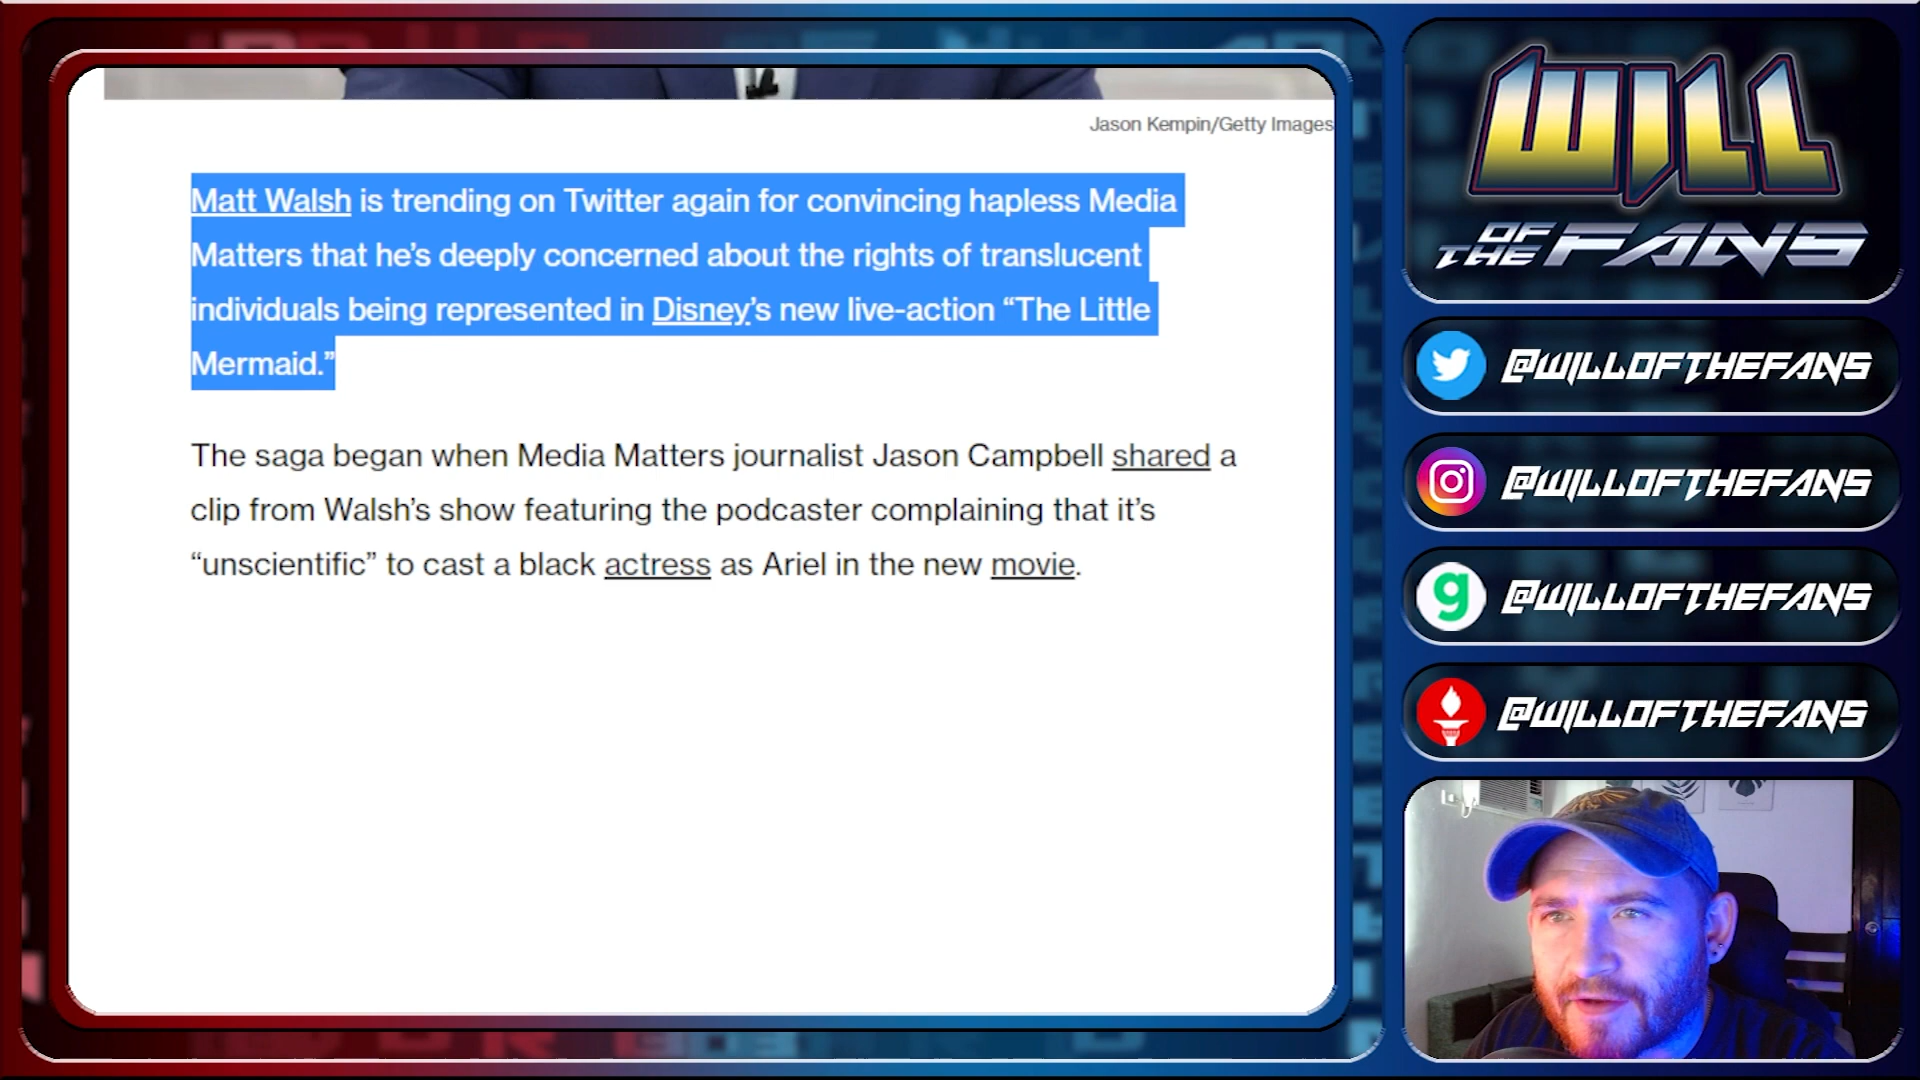 Jason Kempin/Getty Images
Matt Walsh is trending on Twitter again for convincing hapless Media
Matters that he’s deeply concerned about the rights of translucent
individuals being represented in Disney’s new live-action “The Little
Mermaid.”
The saga began when Media Matters journalist Jason Campbell shared a
clip from Walsh’s show featuring the podcaster complaining that it’s
“unscientific” to cast a black actress as Ariel in the new movie.
WILL
OF
THE FANS
@WILLOFTHEFANS
@WILLOFTHEFANS
g @WILLOFTHEFANS
@WILLOFTHEFANS